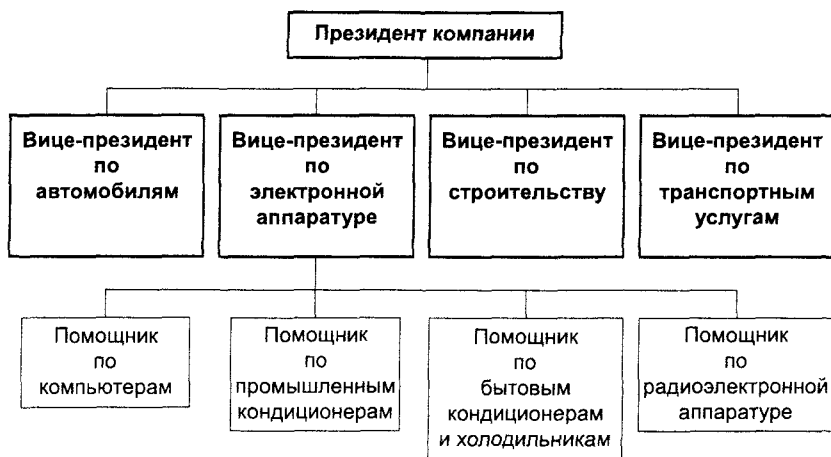 Президент компании
Вице-президент
по
автомобилям
Вице-президент
по
электронной
аппаратуре
Вице-президент
по
строительству
Вице-президент
по
транспортным
услугам
Помощник
по
компьютерам
Помощник
по
промышленным
кондиционерам
Помощник
по
бытовым
кондиционерам
и холодильникам
Помощник
по
радиоэлектронной
аппаратуре